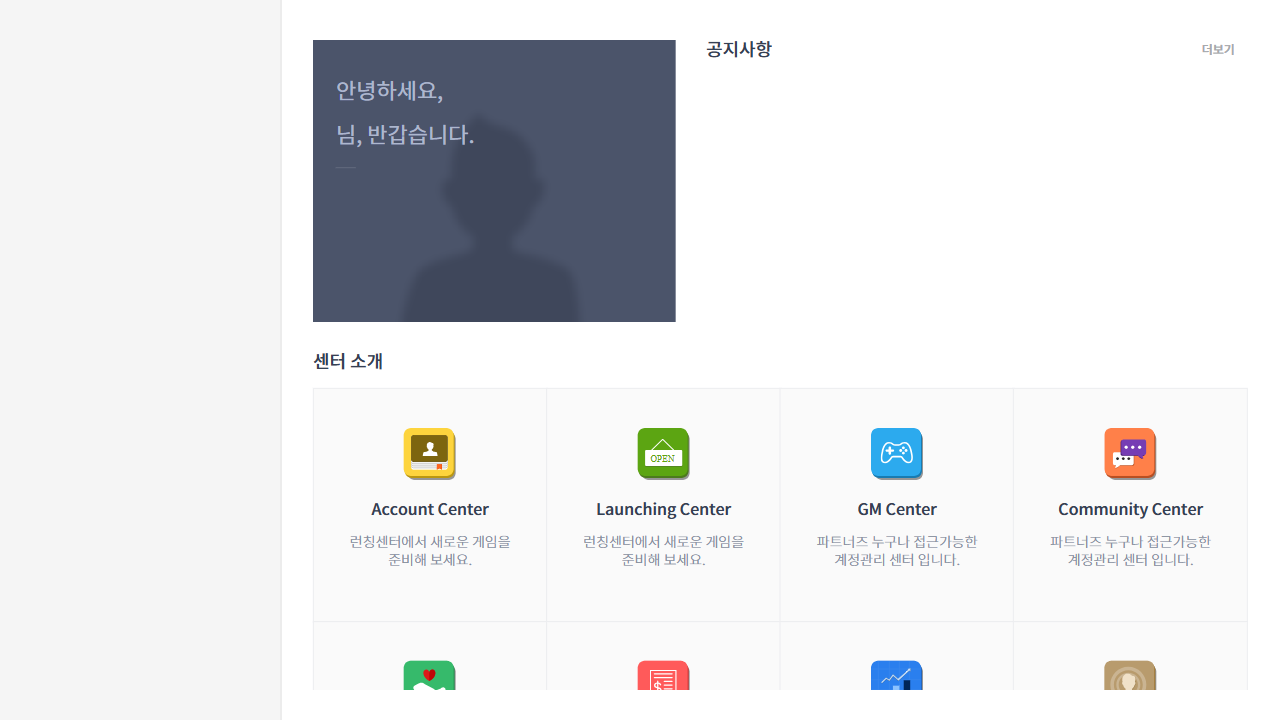 안녕하세요,
님, 반갑습니다.
공지사항
더보기
센터 소개
OPEN
Account Center
런칭센터에서 새로운 게임을
준비해 보세요.
Launching Center
런칭센터에서 새로운 게임을
준비해 보세요.
GM Center
파트너즈 누구나 접근가능한
계정관리 센터 입니다.
Community Center
파트너즈 누구나 접근가능한
계정관리 센터 입니다.
$